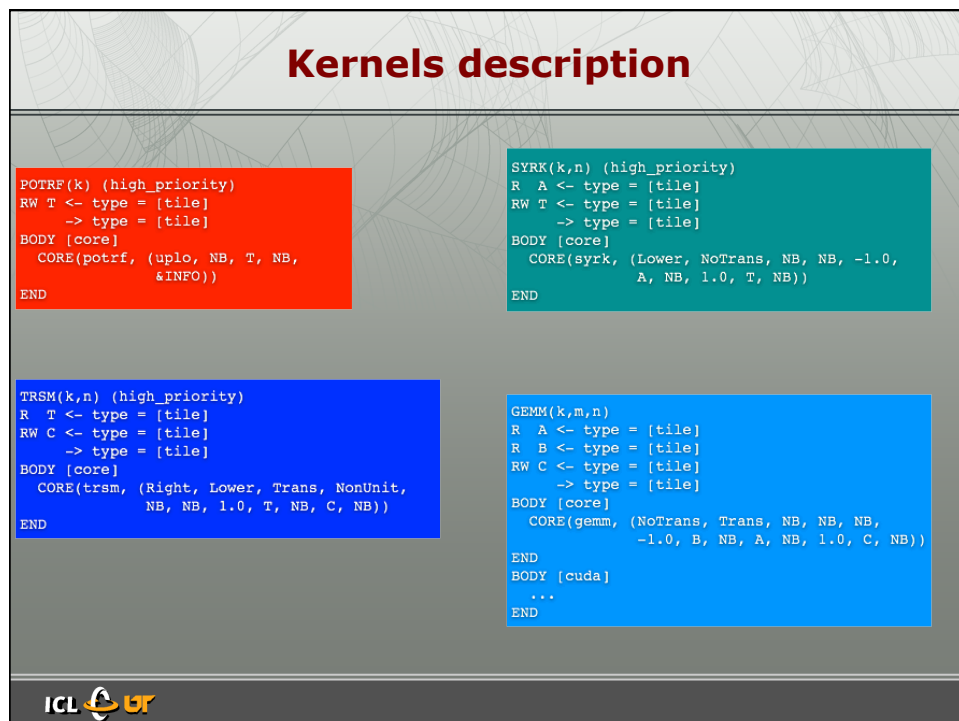 Kernels description
POTRF(k) (high_priority)
RW T <- type = [tile]
     -> type = [tile]
BODY [core]
  CORE(potrf, (uplo, NB, T, NB,
               &INFO))
END
SYRK(k,n) (high_priority)
R  A <- type = [tile]
RW T <- type = [tile]
     -> type = [tile]
BODY [core]
  CORE(syrk, (Lower, NoTrans, NB, NB, -1.0,
              A, NB, 1.0, T, NB))
END
TRSM(k,n) (high_priority)
R  T <- type = [tile]
RW C <- type = [tile]
     -> type = [tile]
BODY [core]
  CORE(trsm, (Right, Lower, Trans, NonUnit,
              NB, NB, 1.0, T, NB, C, NB))
END
GEMM(k,m,n)
R  A <- type = [tile]
R  B <- type = [tile]
RW C <- type = [tile]
     -> type = [tile]
BODY [core]
  CORE(gemm, (NoTrans, Trans, NB, NB, NB,
              -1.0, B, NB, A, NB, 1.0, C, NB))
END
BODY [cuda]
  ...
END
ICL UT